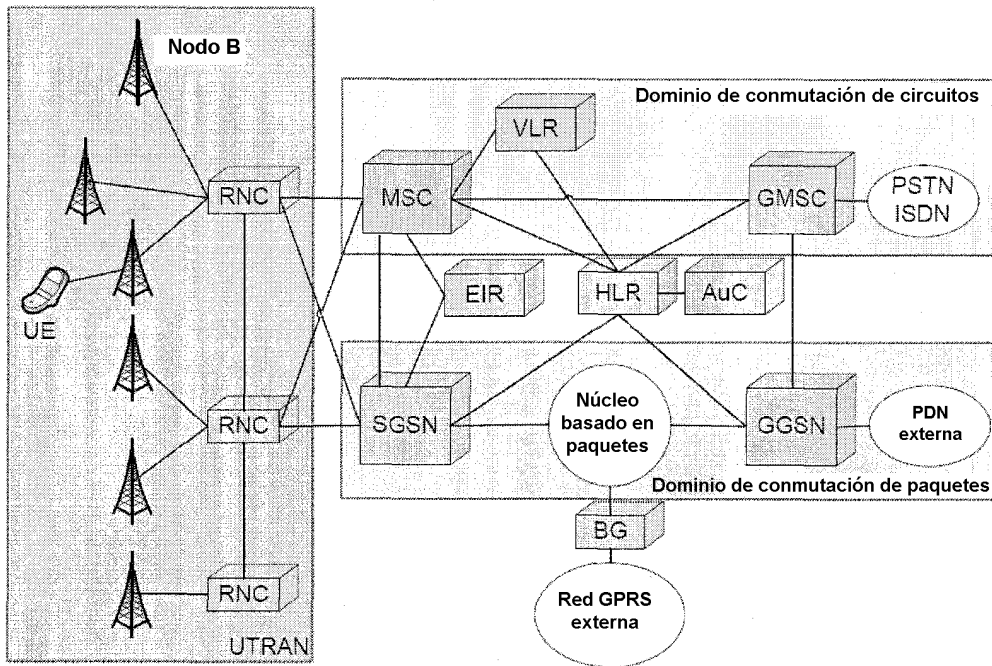 Nodo B
Dominio de conmutación de circuitos
VLR
RNC
MSC
GMSC
PSTN
ISDN
UE
EIR
HLR
AuC
RNC
SGSN
Núcleo
basado en
paquetes
GGSN
PDN
externa
Dominio de conmutación de paquetes
BG
RNC
Red GPRS
externa
UTRAN